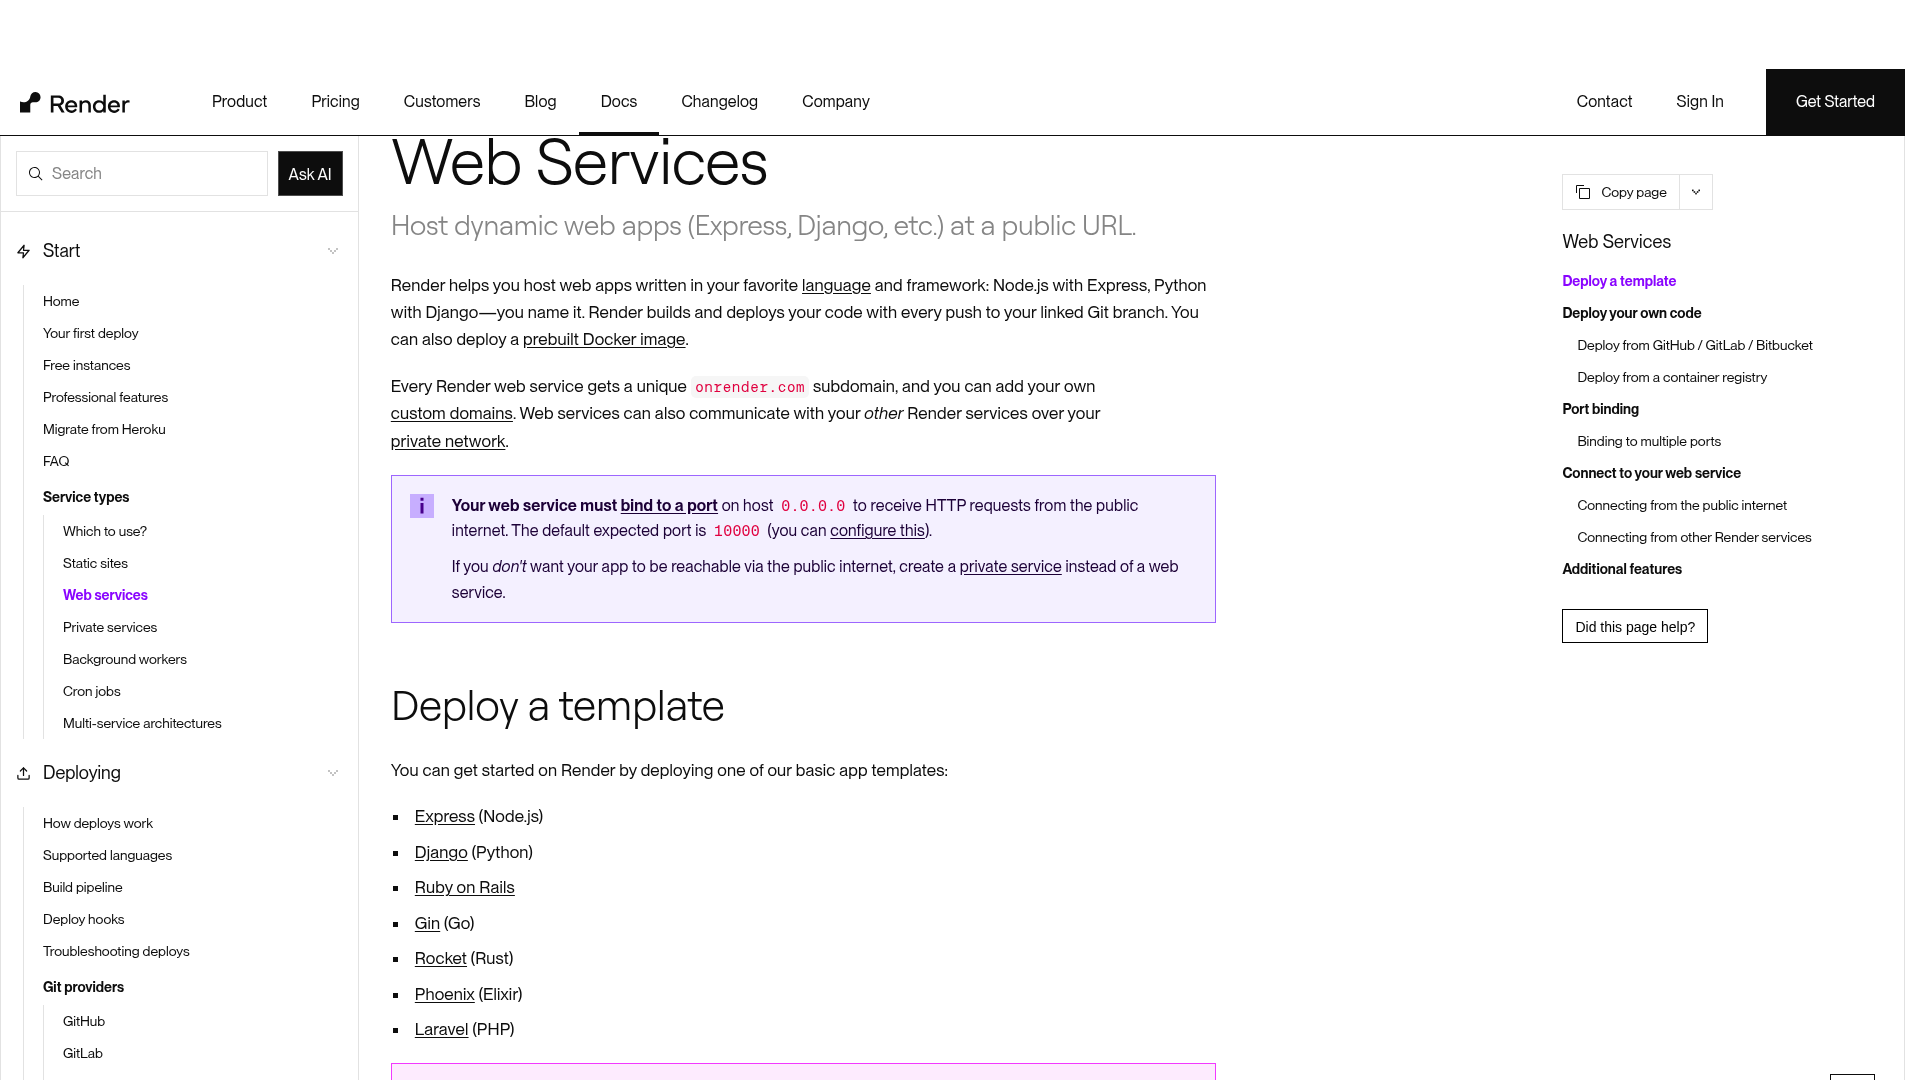 Render
Product
Pricing
Customers
Blog
Docs
Changelog
Company
Contact
Sign In
Get Started
Search
Ask AI
Start
Home
Your first deploy
Free instances
Professional features
Migrate from Heroku
FAQ
Service types
Which to use?
Static sites
Web services
Private services
Background workers
Cron jobs
Multi-service architectures
Deploying
How deploys work
Supported languages
Build pipeline
Deploy hooks
Troubleshooting deploys
Git providers
GitHub
GitLab
Web Services
Host dynamic web apps (Express, Django, etc.) at a public URL.
Render helps you host web apps written in your favorite language and framework: Node.js with Express, Python
with Django—you name it. Render builds and deploys your code with every push to your linked Git branch. You
can also deploy a prebuilt Docker image.
Every Render web service gets a unique onrender.com subdomain, and you can add your own
custom domains. Web services can also communicate with your other Render services over your
private network.
Your web service must bind to a port on host 0.0.0.0 to receive HTTP requests from the public
internet. The default expected port is 10000 (you can configure this).
If you don't want your app to be reachable via the public internet, create a private service instead of a web
service.
Deploy a template
You can get started on Render by deploying one of our basic app templates:
Express (Node.js)
Django (Python)
Ruby on Rails
Gin (Go)
Rocket (Rust)
Phoenix (Elixir)
Laravel (PHP)
Copy page
Web Services
Deploy a template
Deploy your own code
Deploy from GitHub / GitLab / Bitbucket
Deploy from a container registry
Port binding
Binding to multiple ports
Connect to your web service
Connecting from the public internet
Connecting from other Render services
Additional features
Did this page help?